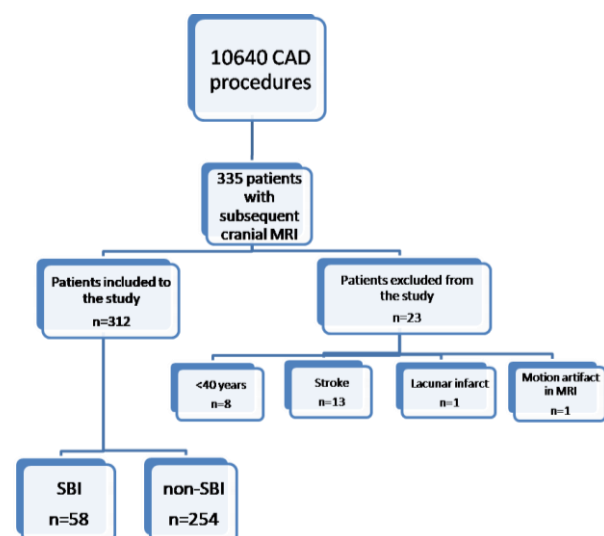 10640 CAD
procedures
335 patients
with
subsequent
cranial MRI
Patients included to
the study
n=312
Patients excluded from
the study
n=23
<40 years
n=8
Stroke
n=13
Lacunar infarct
n=1
Motion artifact
in MRI
n=1
SBI
n=58
non-SBI
n=254